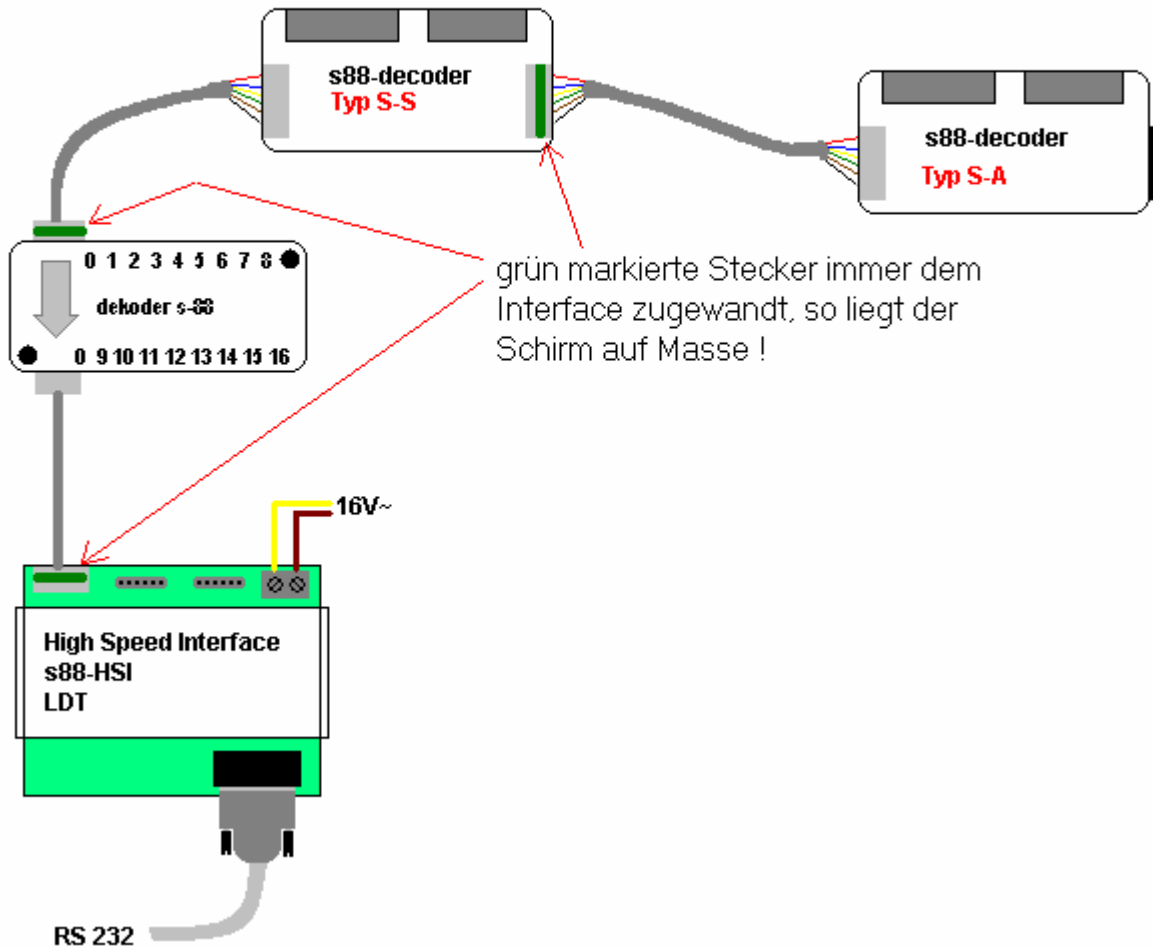 s88-decoder
Typ S-S
s88-decoder
Typ S-A
0 1 2 3 4 5 6 7 8
dekoder s-88
0 9 10 11 12 13 14 15 16
grün markierte Stecker immer dem
Interface zugewandt, so liegt der
Schirm auf Masse !
16V~
High Speed Interface
s88-HSI
LDT
RS 232